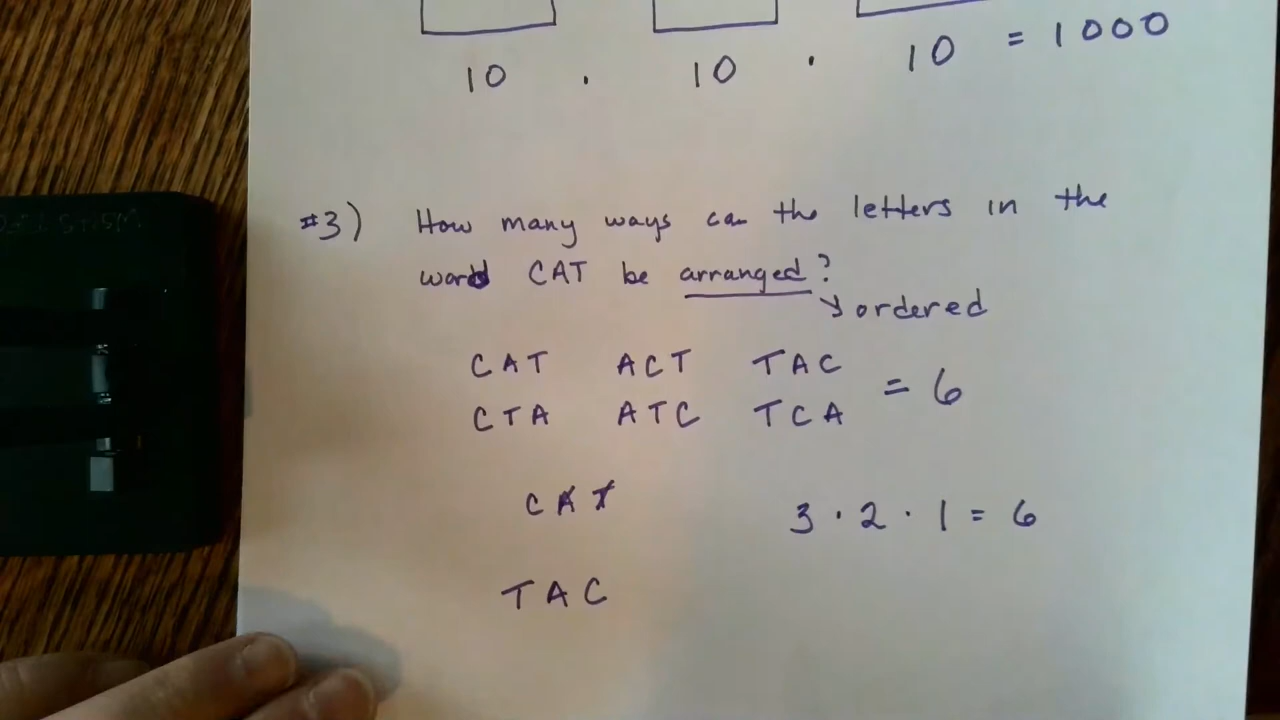 10 . 10 . 10 = 1000
#3) How many ways can the letters in the
word CAT be arranged?
ordered
CAT ACT TAC
CTA ATC TCA = 6
CAT 3 · 2 · 1 = 6
TAC